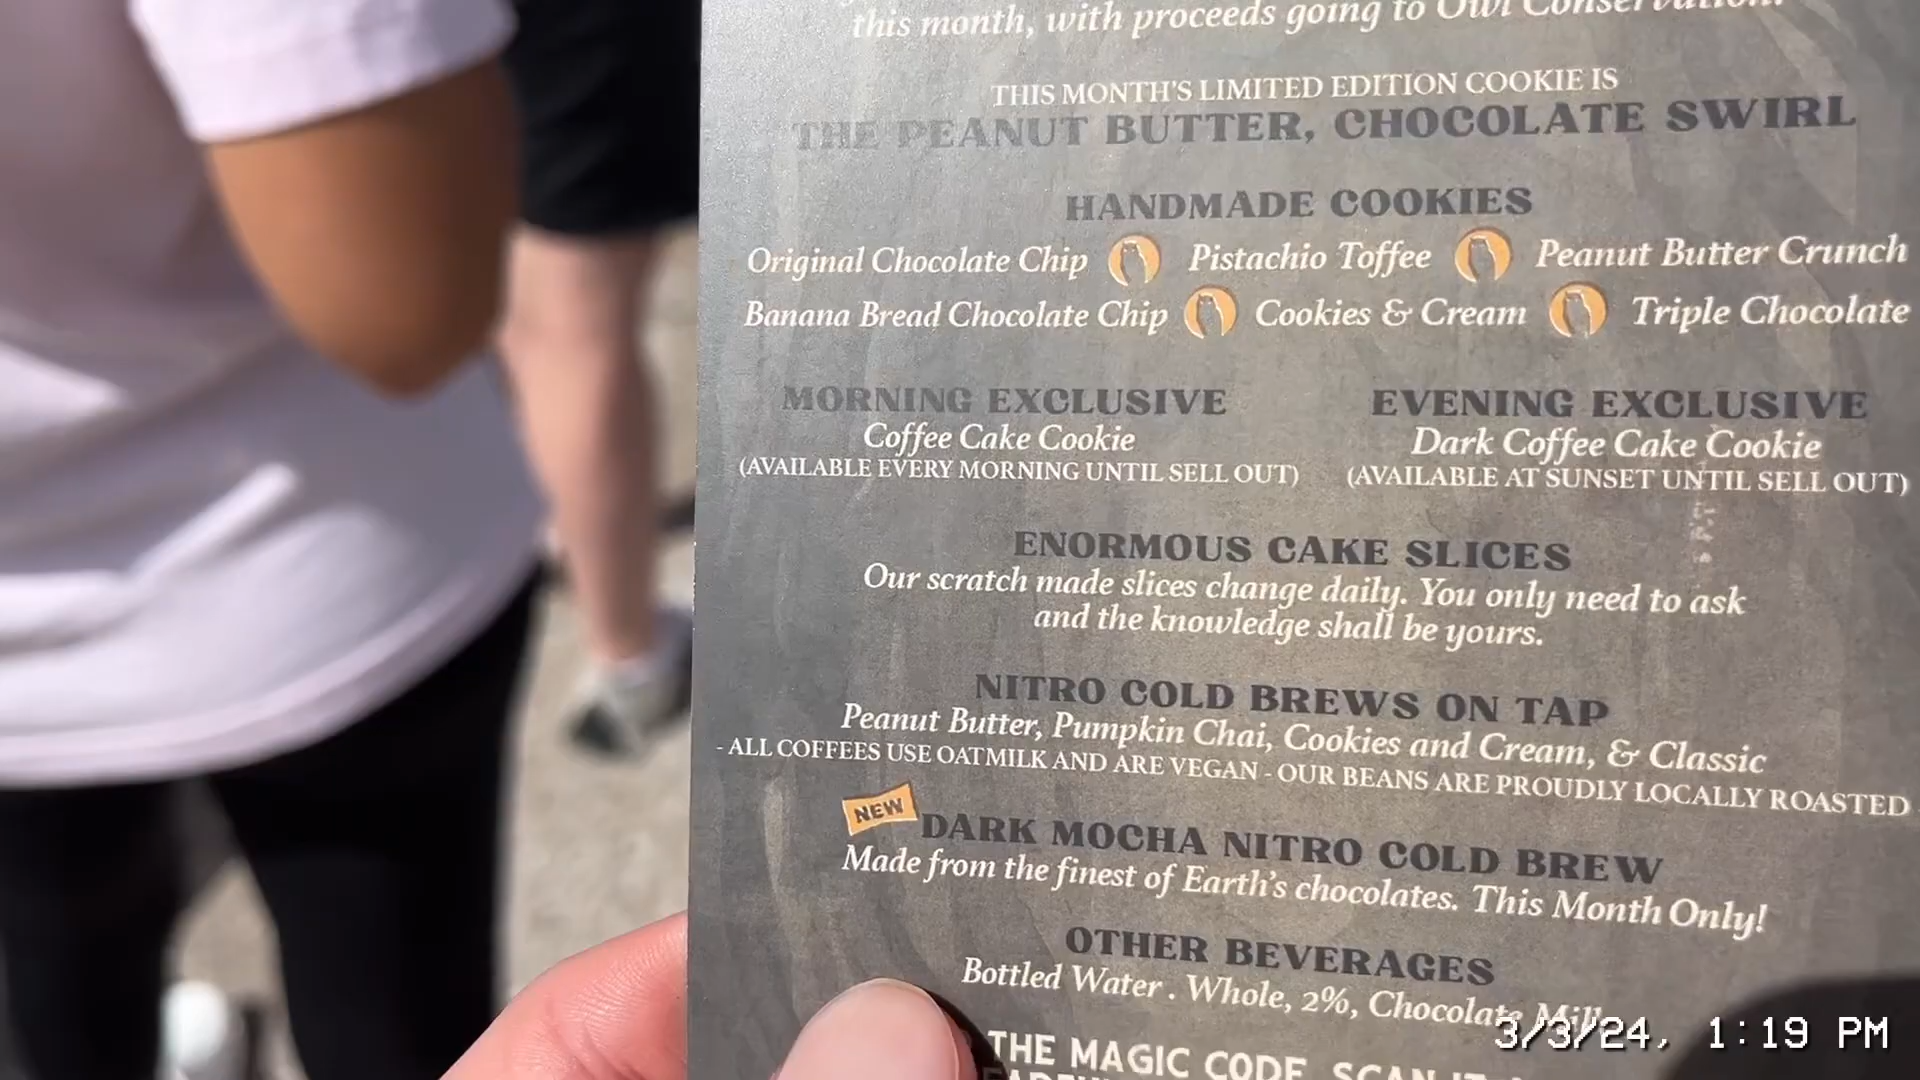 this month, with proceeds going to Owl Conservation!
THIS MONTH'S LIMITED EDITION COOKIE IS
THE PEANUT BUTTER, CHOCOLATE SWIRL
HANDMADE COOKIES
Original Chocolate Chip Pistachio Toffee Peanut Butter Crunch
Banana Bread Chocolate Chip Cookies & Cream Triple Chocolate
MORNING EXCLUSIVE
Coffee Cake Cookie
(AVAILABLE EVERY MORNING UNTIL SELL OUT)
EVENING EXCLUSIVE
Dark Coffee Cake Cookie
(AVAILABLE AT SUNSET UNTIL SELL OUT)
ENORMOUS CAKE SLICES
Our scratch made slices change daily. You only need to ask
and the knowledge shall be yours.
NITRO COLD BREWS ON TAP
Peanut Butter, Pumpkin Chai, Cookies and Cream, & Classic
- ALL COFFEES USE OATMILK AND ARE VEGAN - OUR BEANS ARE PROUDLY LOCALLY ROASTED
NEW
DARK MOCHA NITRO COLD BREW
Made from the finest of Earth's chocolates. This Month Only!
OTHER BEVERAGES
Bottled Water . Whole, 2%, Chocolate Milk
THE MAGIC CODE. SCAN IT
3/3/24, 1:19 PM